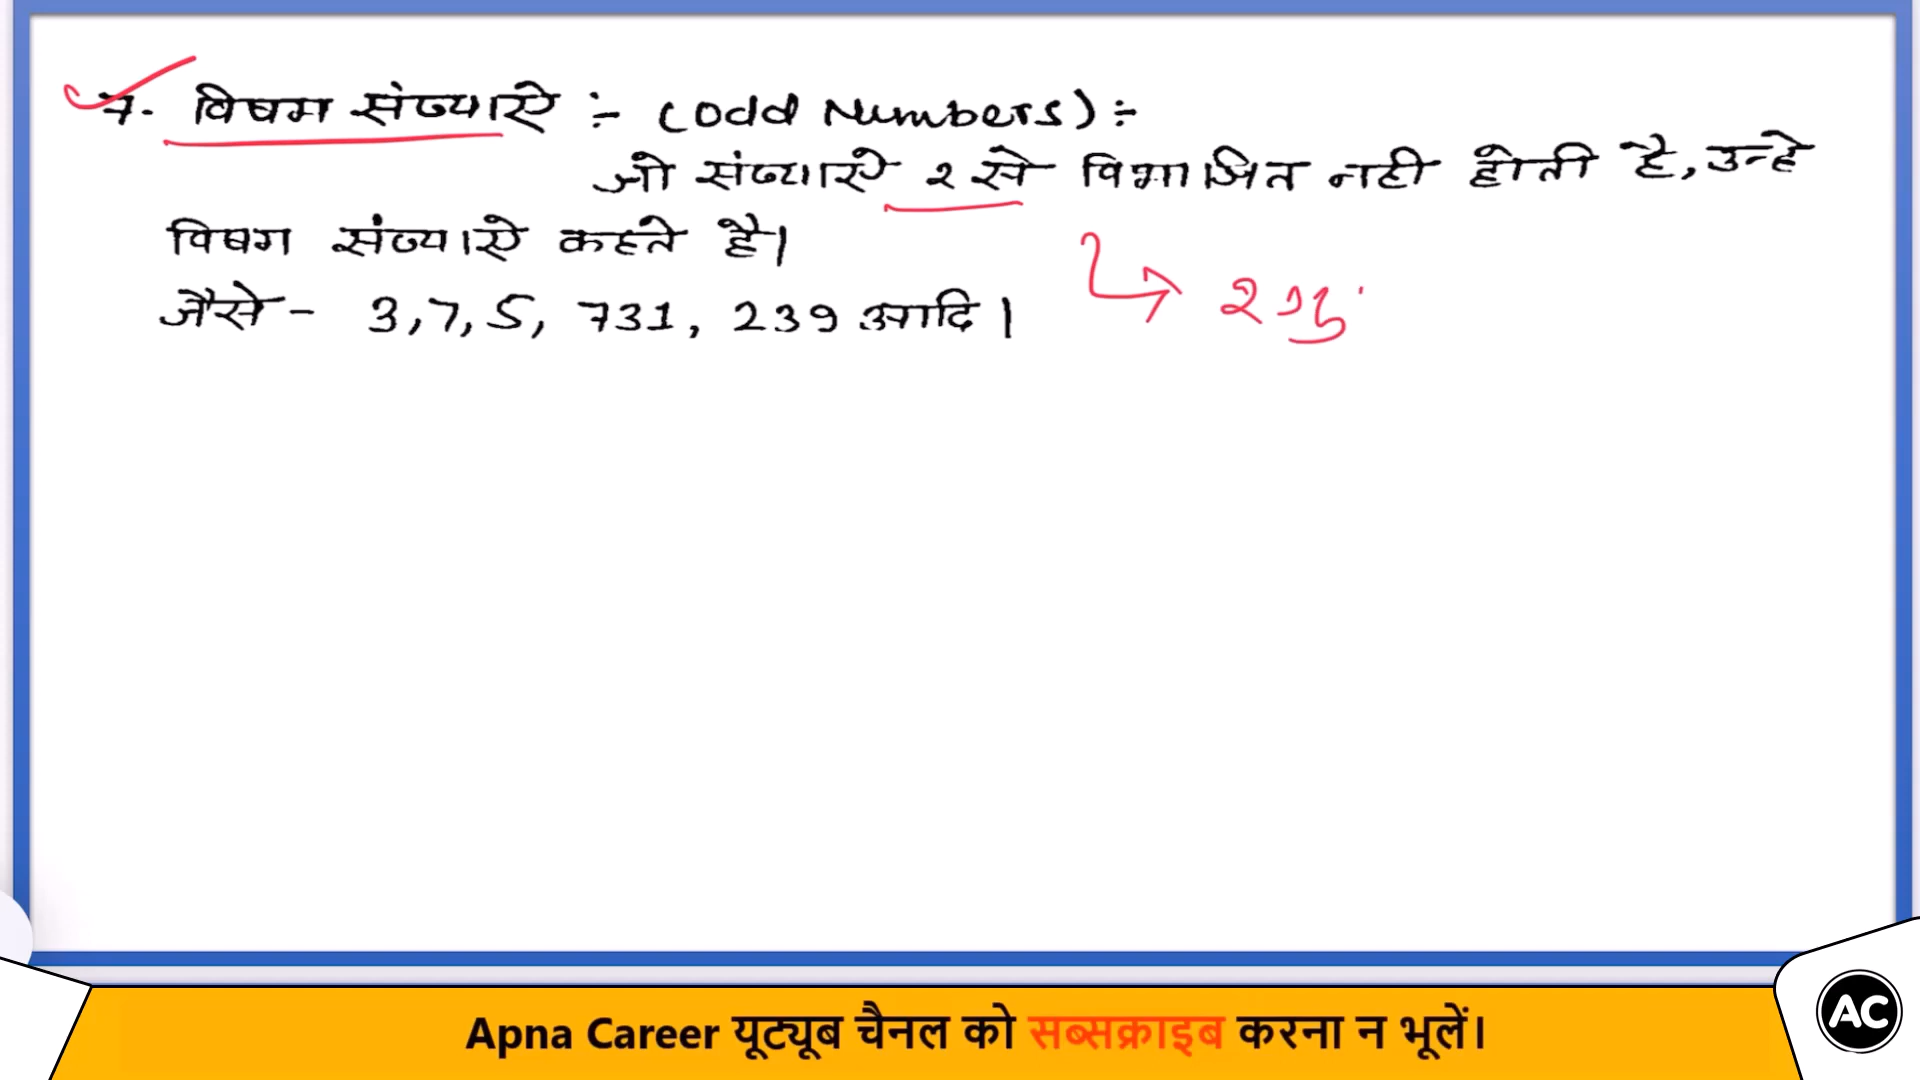 7. विषम संख्याऐ :- (Odd Numbers) :-
जो संख्याऐ 2 से विभाजित नही होती है, उन्हे
विषम संख्याऐ कहते है।
जैसे - 3, 7, 5, 731, 239 आदि।
2
Apna Career यूट्यूब चैनल को सब्सक्राइब करना न भूलें।
AC